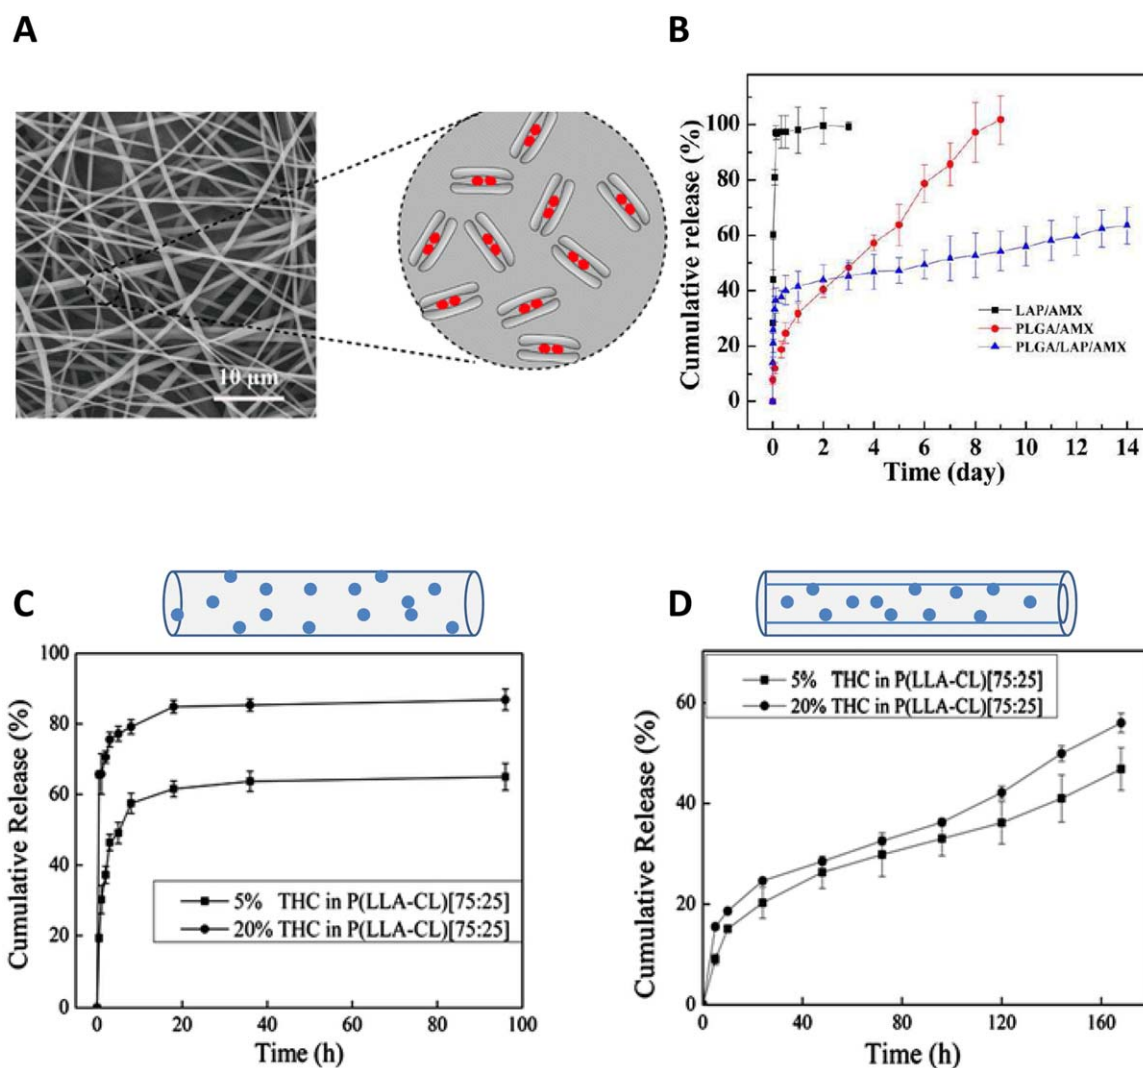 A
B
10 μm
Cumulative release (%)
100
80
60
40
20
0
LAP/AMX
PLGA/AMX
PLGA/LAP/AMX
0 2 4 6 8 10 12 14
Time (day)
C
D
Cumulative Release (%)
100
80
60
40
20
0
5% THC in P(LLA-CL)[75:25]
20% THC in P(LLA-CL)[75:25]
0 20 40 60 80 100
Time (h)
Cumulative Release (%)
60
40
20
0
5% THC in P(LLA-CL)[75:25]
20% THC in P(LLA-CL)[75:25]
0 40 80 120 160
Time (h)